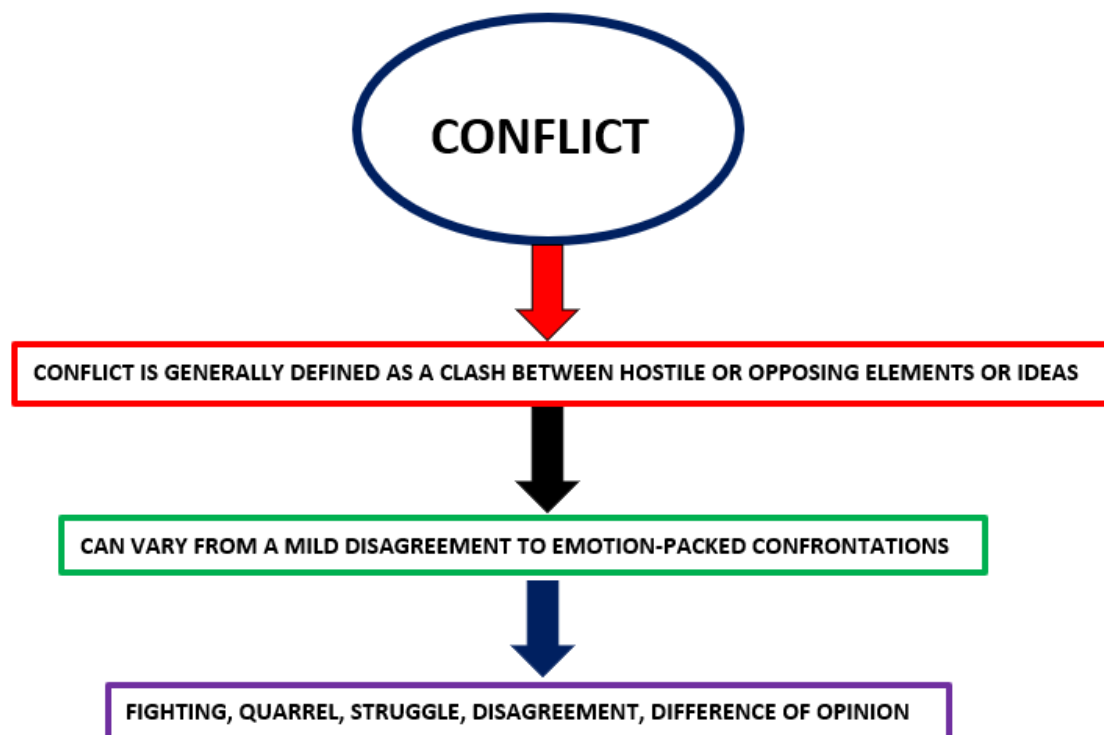 CONFLICT
CONFLICT IS GENERALLY DEFINED AS A CLASH BETWEEN HOSTILE OR OPPOSING ELEMENTS OR IDEAS
CAN VARY FROM A MILD DISAGREEMENT TO EMOTION-PACKED CONFRONTATIONS
FIGHTING, QUARREL, STRUGGLE, DISAGREEMENT, DIFFERENCE OF OPINION